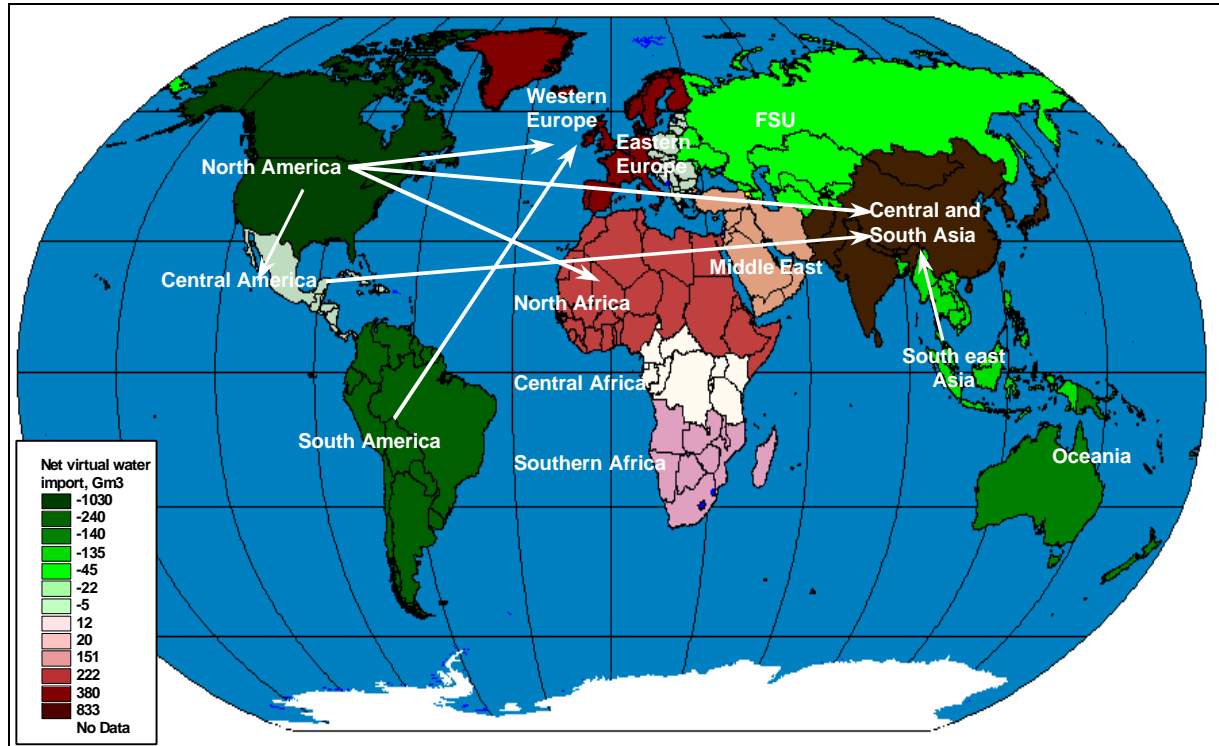 Western
Europe
FSU
Eastern
Europe
North America
Central and
South Asia
Middle East
Central America
North Africa
South east
Asia
Central Africa
South America
Southern Africa
Oceania
Net virtual water
import, Gm3
-1030
-240
-140
-135
-45
-22
-5
12
20
151
222
380
833
No Data